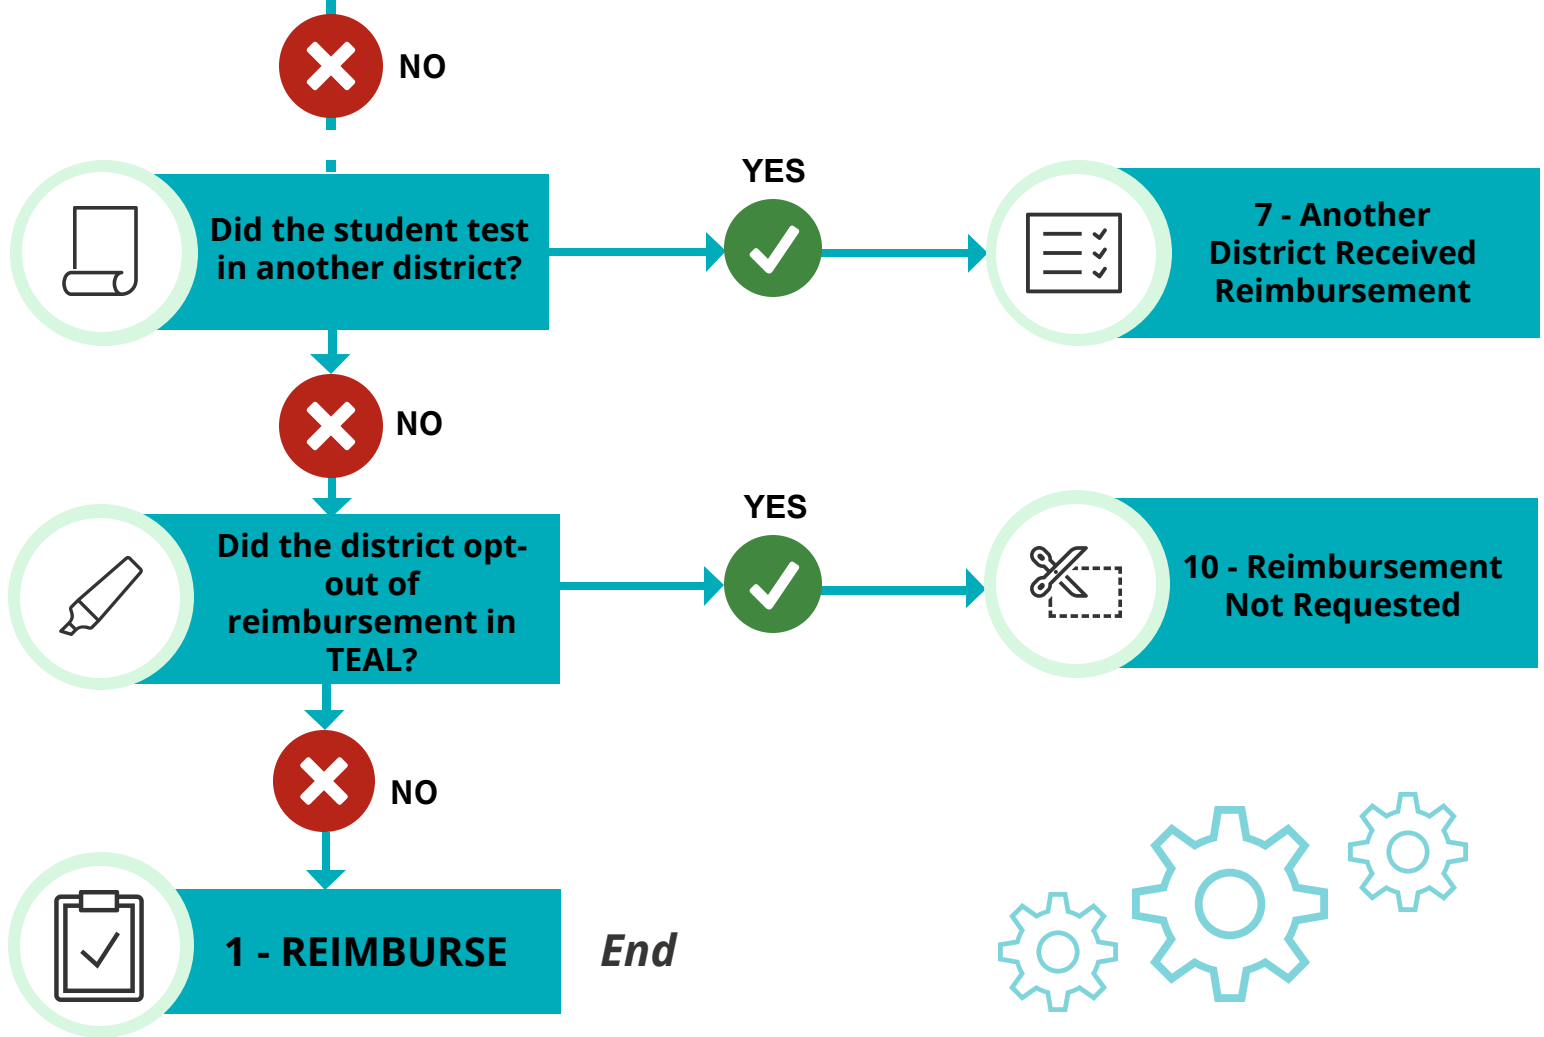 NO
YES
Did the student test
in another district?
7 - Another
District Received
Reimbursement
NO
YES
Did the district opt-
out of
reimbursement in
TEAL?
10 - Reimbursement
Not Requested
NO
1 - REIMBURSE
End